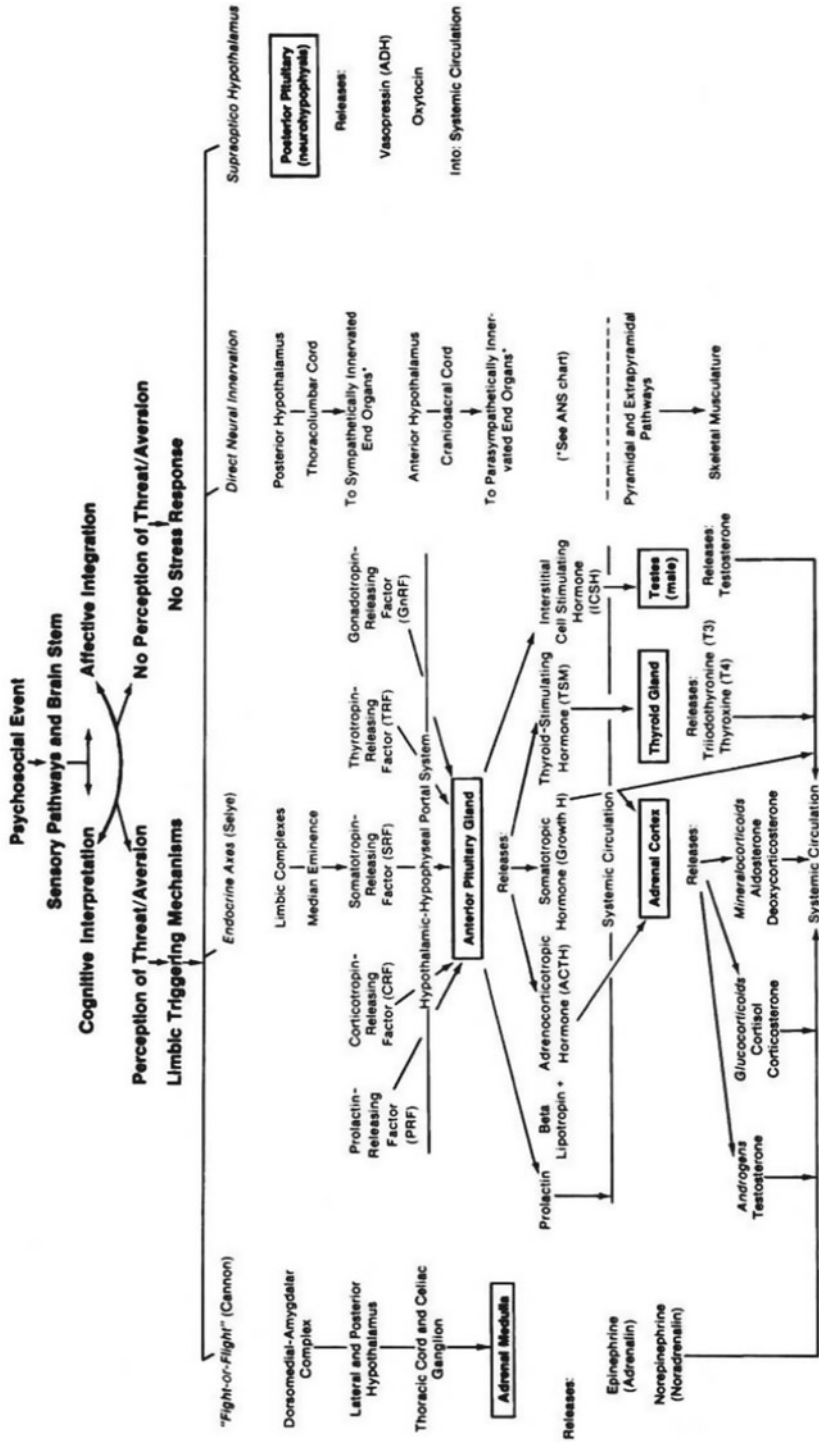 Psychosocial Event
Sensory Pathways and Brain Stem
Cognitive Interpretation
Affective Integration
Perception of Threat/Aversion
No Perception of Threat/Aversion
Limbic Triggering Mechanisms
No Stress Response
"Fight-or-Flight" (Cannon)
Dorsomedial-Amygdalar
Complex
Lateral and Posterior
Hypothalamus
Thoracic Cord and Celiac
Ganglion
Adrenal Medulla
Releases:
Epinephrine
(Adrenalin)
Norepinephrine
(Noradrenalin)
Endocrine Axes (Selye)
Limbic Complexes
Median Eminence
Prolactin-
Releasing
Factor
(PRF)
Corticotropin-
Releasing
Factor (CRF)
Somatotropin-
Releasing
Factor (SRF)
Thyrotropin-
Releasing
Factor (TRF)
Gonadotropin-
Releasing
Factor
(GnRF)
Hypothalamic-Hypophyseal Portal System
Anterior Pituitary Gland
Releases:
Prolactin
Beta
Lipotropin +
Adrenocorticotropic
Hormone (ACTH)
Somatotropic
Hormone (Growth H)
Thyroid-Stimulating
Hormone (TSM)
Interstitial
Cell Stimulating
Hormone
(ICSH)
Systemic Circulation
Adrenal Cortex
Thyroid Gland
Testes
(male)
Releases:
Androgens
Testosterone
Glucocorticoids
Cortisol
Corticosterone
Mineralocorticoids
Aldosterone
Deoxycorticosterone
Releases:
Triiodothyronine (T3)
Thyroxine (T4)
Releases:
Testosterone
Systemic Circulation
Direct Neural Innervation
Posterior Hypothalamus
Thoracolumbar Cord
To Sympathetically Innervated
End Organs*
Anterior Hypothalamus
Craniosacral Cord
To Parasympathetically Inner-
vated End Organs*
(*See ANS chart)
Pyramidal and Extrapyramidal
Pathways
Skeletal Musculature
Supraoptico Hypothalamus
Posterior Pituitary
(neurohypophysis)
Releases:
Vasopressin (ADH)
Oxytocin
Into: Systemic Circulation